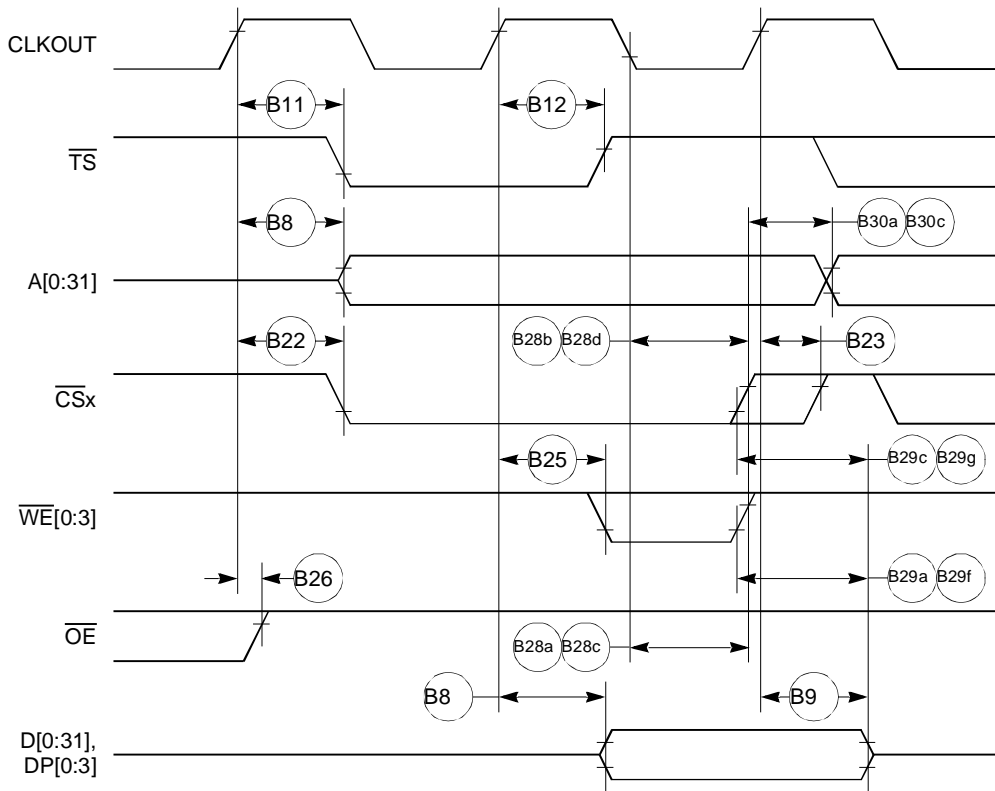 CLKOUT
B11 B12
TS
B8 B30a B30c
A[0:31]
B22 B28b B28d B23
CSx
B25 B29c B29g
WE[0:3]
B26 B29a B29f
OE
B28a B28c
B8 B9
D[0:31],
DP[0:3]